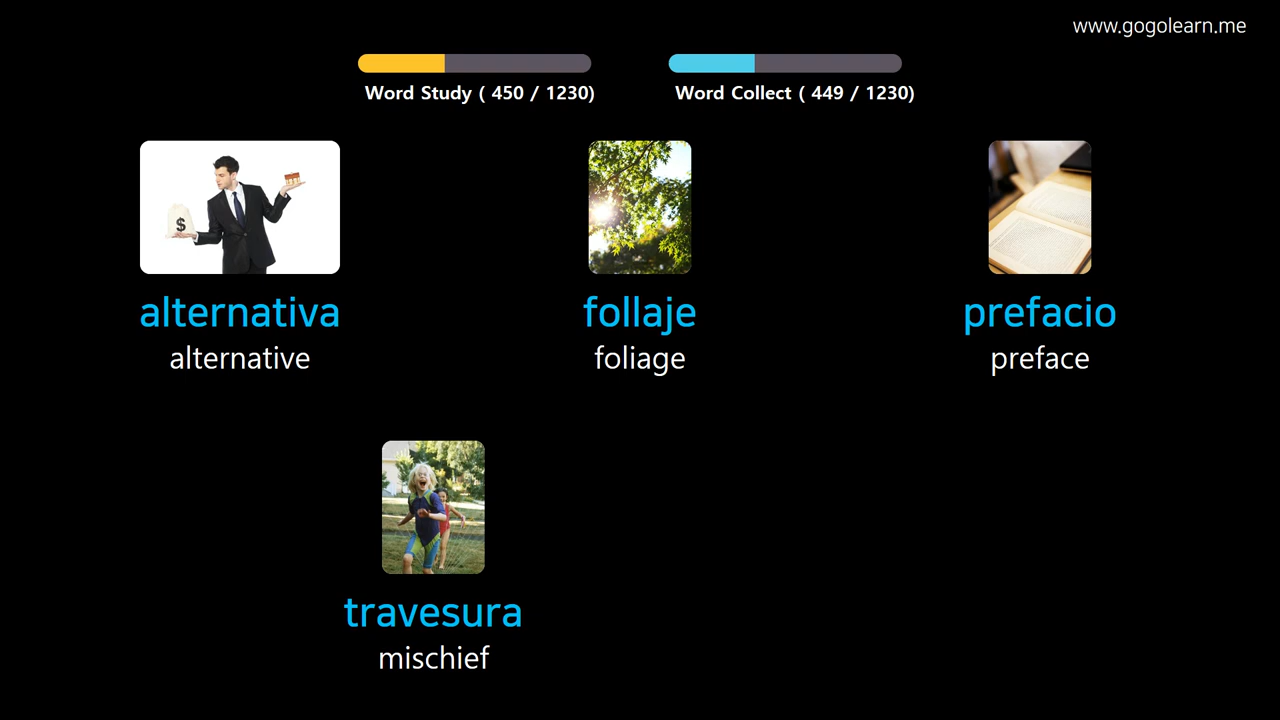 www.gogolearn.me
Word Study ( 450 / 1230)
Word Collect ( 449 / 1230)
$
alternativa
alternative
follaje
foliage
prefacio
preface
travesura
mischief